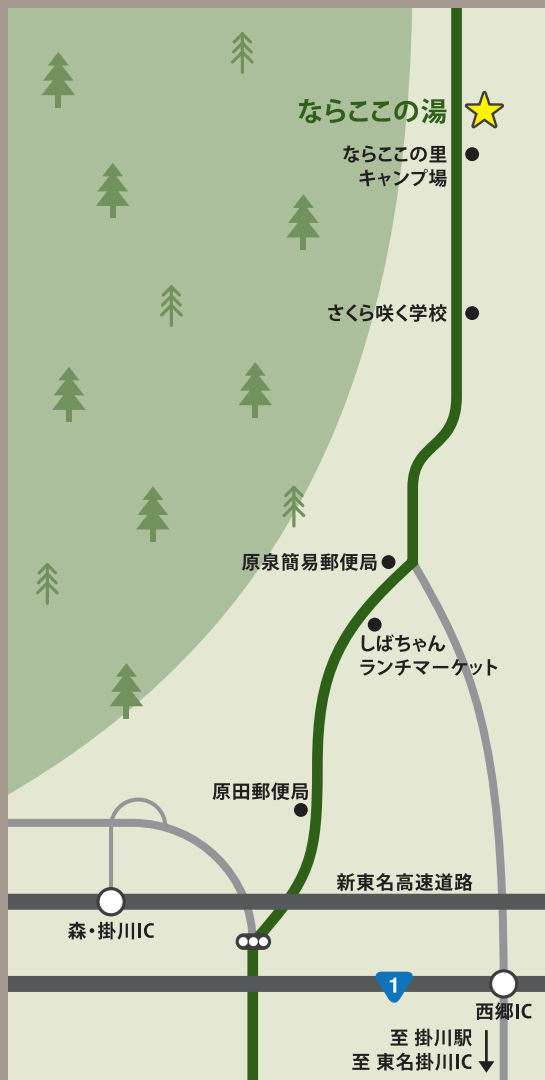 ならここの湯
ならここの里
キャンプ場
さくら咲く学校
原泉簡易郵便局
しばちゃん
ランチマーケット
原田郵便局
新東名高速道路
森・掛川IC
1
西郷IC
至 掛川駅
至 東名掛川IC